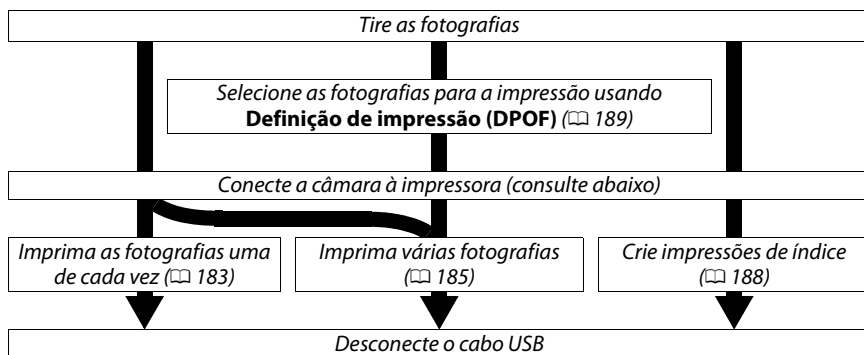 Tire as fotografias
Selecione as fotografias para a impressão usando
Definição de impressão (DPOF) (📖 189)
Conecte a câmara à impressora (consulte abaixo)
Imprima as fotografias uma
de cada vez (📖 183)
Imprima várias fotografias
(📖 185)
Crie impressões de índice
(📖 188)
Desconecte o cabo USB